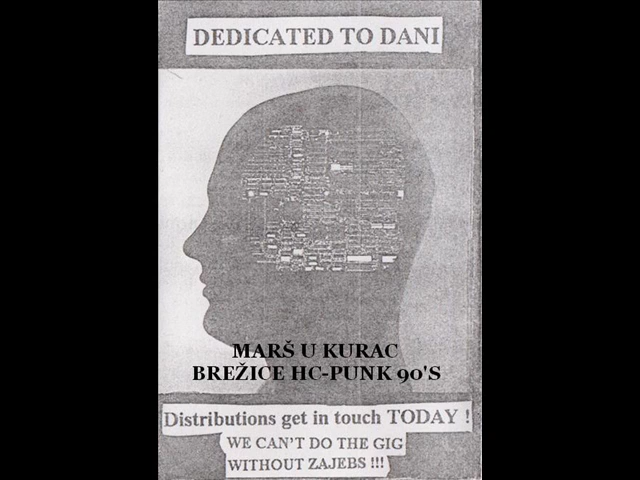 DEDICATED TO DANI
MARŠ U KURAC
BREŽICE HC-PUNK 90'S
Distributions get in touch TODAY !
WE CAN'T DO THE GIG
WITHOUT ZAJEBS !!!